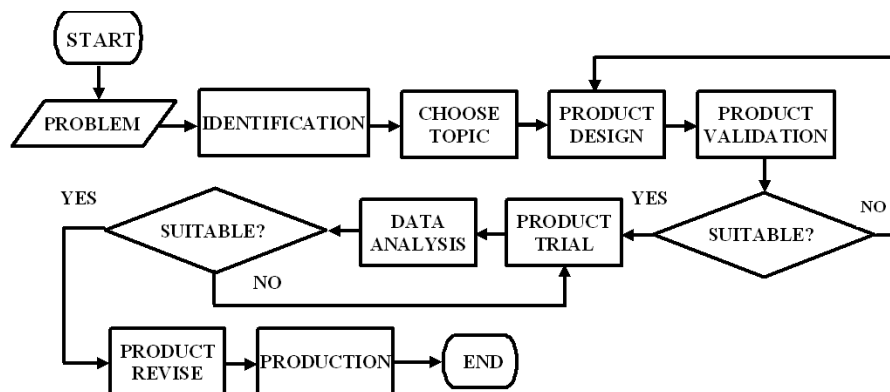 START
PROBLEM
IDENTIFICATION
CHOOSE
TOPIC
PRODUCT
DESIGN
PRODUCT
VALIDATION
YES
SUITABLE?
NO
DATA
ANALYSIS
PRODUCT
TRIAL
YES
SUITABLE?
NO
PRODUCT
REVISE
PRODUCTION
END